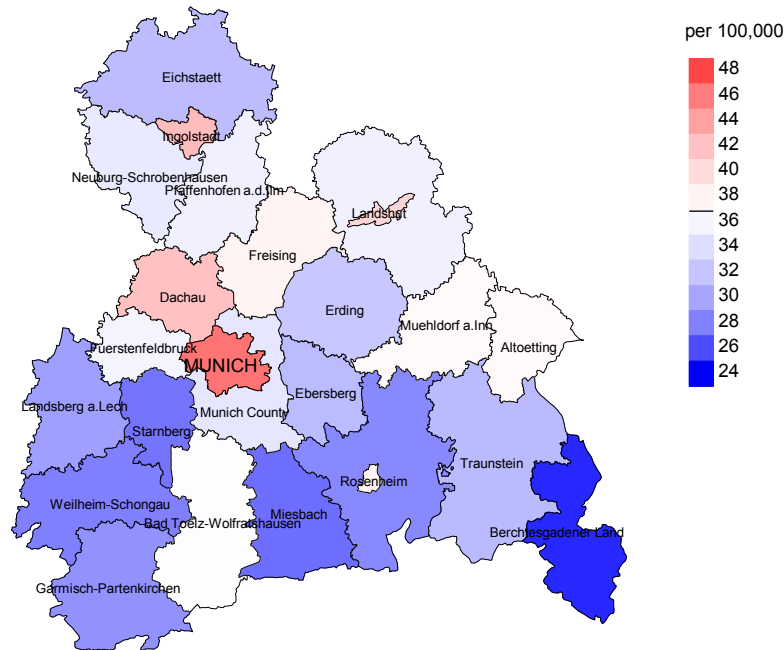 per 100,000
48
46
44
42
40
38
36
34
32
30
28
26
24
Eichstaett
Ingolstadt
Neuburg-Schrobenhausen
Pfaffenhofen a.d.Ilm
Landshut
Freising
Dachau
Erding
Muehldorf a.Inn
Altoetting
Fuerstenfeldbruck
MUNICH
Ebersberg
Landsberg a.Lech
Munich County
Starnberg
Traunstein
Rosenheim
Weilheim-Schongau
Miesbach
Bad Toelz-Wolfratshausen
Berchtesgadener Land
Garmisch-Partenkirchen